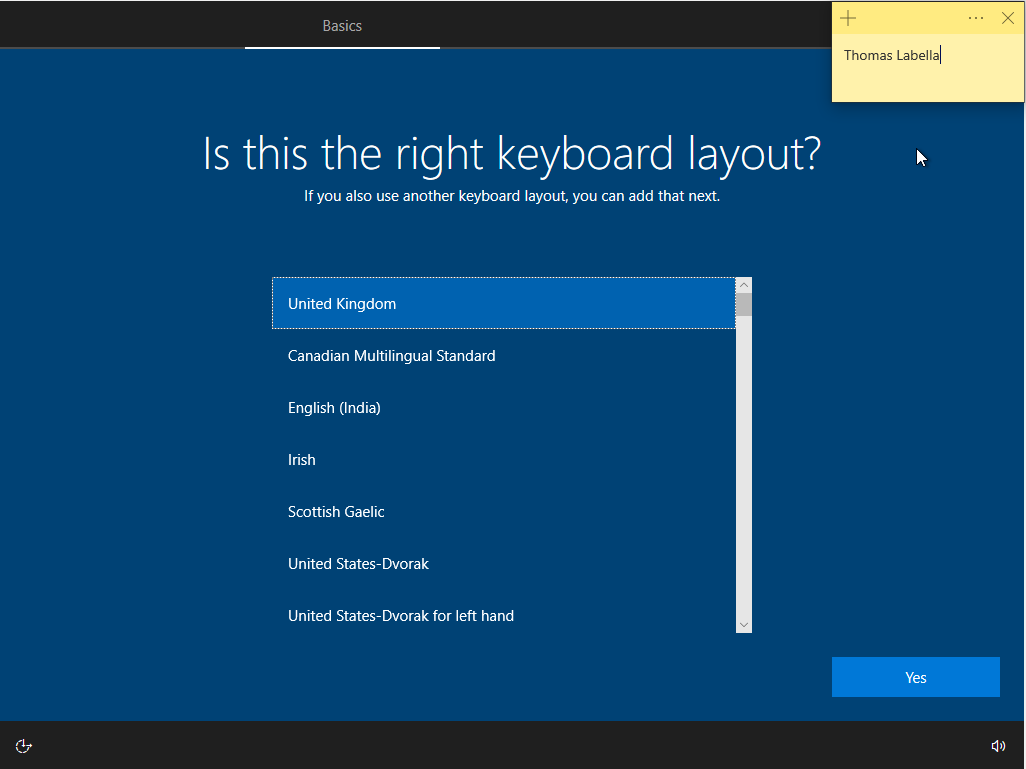 Basics
Thomas Labella
Is this the right keyboard layout?
If you also use another keyboard layout, you can add that next.
United Kingdom
Canadian Multilingual Standard
English (India)
Irish
Scottish Gaelic
United States-Dvorak
United States-Dvorak for left hand
Yes